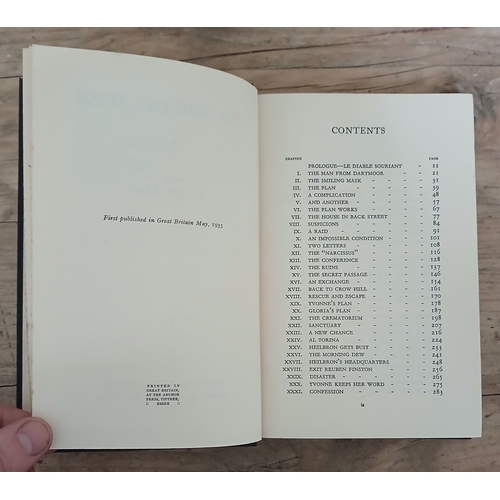 First published in Great Britain May, 1935
PRINTED IN
GREAT BRITAIN,
AT THE ANCHOR
PRESS, TIPTREE,
:: ESSEX ::
CONTENTS
CHAPTER PAGE
PROLOGUE—LE DIABLE SOURIANT - 11
I. THE MAN FROM DARTMOOR - 21
II. THE SMILING MASK - - 31
III. THE PLAN - - - 39
IV. A COMPLICATION - - - 48
V. AND ANOTHER - - - 57
VI. THE PLAN WORKS - - - 67
VII. THE HOUSE IN BACK STREET - 77
VIII. SUSPICIONS - - - 84
IX. A RAID - - - - 91
X. AN IMPOSSIBLE CONDITION - - 101
XI. TWO LETTERS - - - 108
XII. THE "NARCISSUS" - - - 116
XIII. THE CONFERENCE - - - 128
XIV. THE RUINS - - - 137
XV. THE SECRET PASSAGE - - 146
XVI. AN EXCHANGE - - - 154
XVII. BACK TO CROW HILL - - 161
XVIII. RESCUE AND ESCAPE - - 170
XIX. YVONNE'S PLAN - - - 178
XX. GLORIA'S PLAN - - - 187
XXI. THE CREMATORIUM - - 198
XXII. SANCTUARY - - - 207
XXIII. A NEW CHANCE - - - 216
XIV. AL TORINA - - - 224
XXV. HEILBRON GETS BUSY - - 233
XXVI. THE MORNING DEW - - 241
XXVII. HEILBRON'S HEADQUARTERS - 248
XXVIII. EXIT REUBEN FINSTON - - 256
XXIX. DISASTER - - - 265
XXX. YVONNE KEEPS HER WORD - 275
XXXI. CONFESSION - - - 283